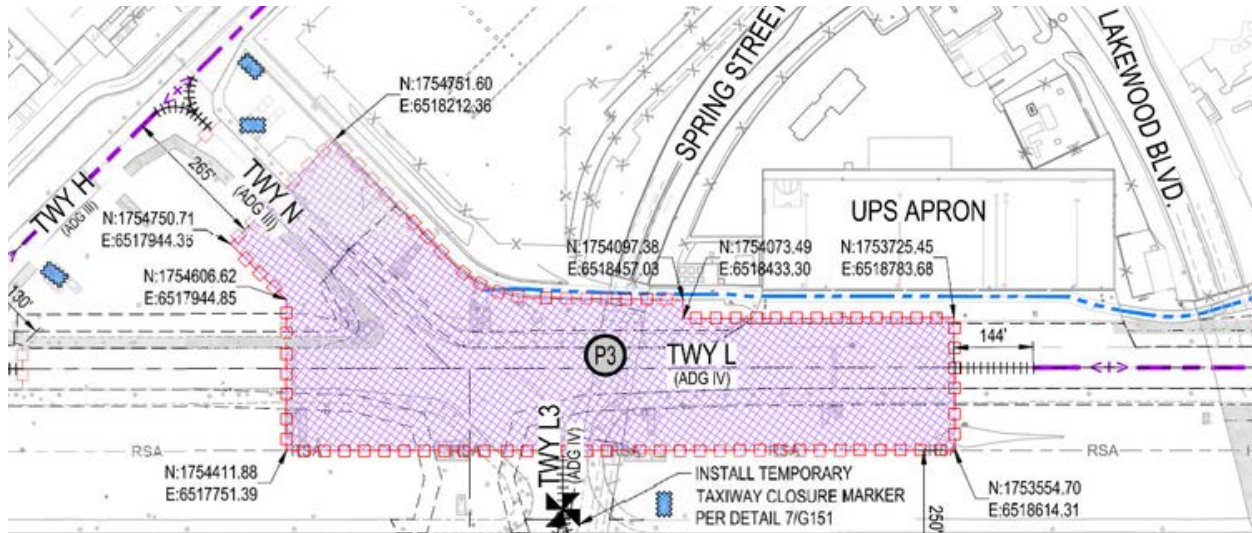 N:1754751.60
E:6518212.36
SPRING STREET
LAKEWOOD BLVD.
265'
TWY N
(ADG III)
TWY H
(ADG III)
UPS APRON
N:1754750.71
E:6517944.35
N:1754097.38
E:6518457.03
N:1754073.49
E:6518433.30
N:1753725.45
E:6518783.68
N:1754606.62
E:6517944.85
130'
144'
P3
TWY L
(ADG IV)
RSA
RSA
RSA
RSA
RSA
RSA
TWY L3
(ADG IV)
N:1754411.88
E:6517751.39
INSTALL TEMPORARY
TAXIWAY CLOSURE MARKER
PER DETAIL 7/G151
250'
N:1753554.70
E:6518614.31